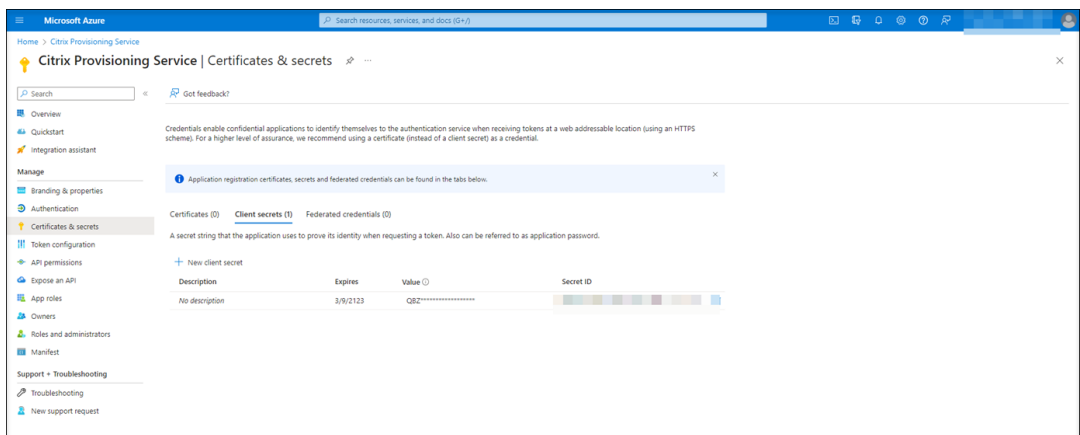 Microsoft Azure
Search resources, services, and docs (G+/)
Home > Citrix Provisioning Service
Citrix Provisioning Service | Certificates & secrets
Search
Got feedback?
Overview
Quickstart
Integration assistant
Manage
Branding & properties
Authentication
Certificates & secrets
Token configuration
API permissions
Expose an API
App roles
Owners
Roles and administrators
Manifest
Support + Troubleshooting
Troubleshooting
New support request
Credentials enable confidential applications to identify themselves to the authentication service when receiving tokens at a web addressable location (using an HTTPS
scheme). For a higher level of assurance, we recommend using a certificate (instead of a client secret) as a credential.
Application registration certificates, secrets and federated credentials can be found in the tabs below.
Certificates (0) Client secrets (1) Federated credentials (0)
A secret string that the application uses to prove its identity when requesting a token. Also can be referred to as application password.
New client secret
Description Expires Value Secret ID
No description 3/9/2123 QBZ******************